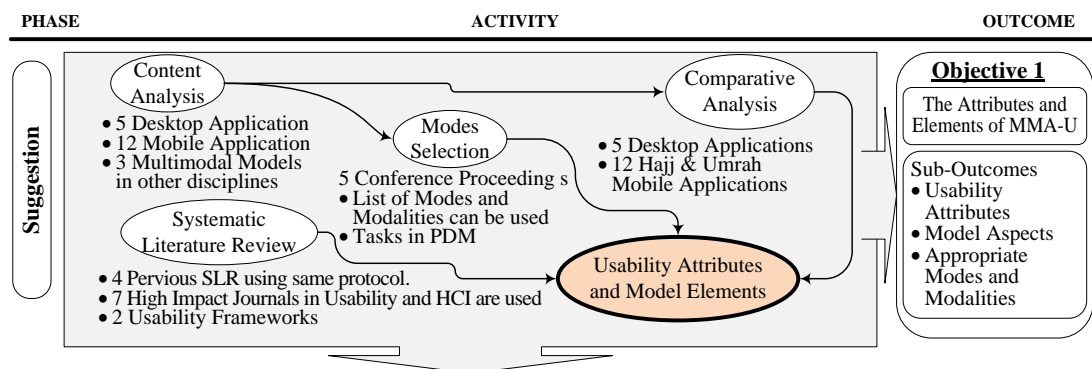 PHASE ACTIVITY OUTCOME
Suggestion
Content
Analysis
• 5 Desktop Application
• 12 Mobile Application
• 3 Multimodal Models
in other disciplines
Modes
Selection
5 Conference Proceeding s
• List of Modes and
Modalities can be used
• Tasks in PDM
Comparative
Analysis
• 5 Desktop Applications
• 12 Hajj & Umrah
Mobile Applications
Systematic
Literature Review
• 4 Pervious SLR using same protocol.
• 7 High Impact Journals in Usability and HCI are used
• 2 Usability Frameworks
Usability Attributes
and Model Elements
Objective 1
The Attributes and
Elements of MMA-U
Sub-Outcomes
• Usability
Attributes
• Model Aspects
• Appropriate
Modes and
Modalities